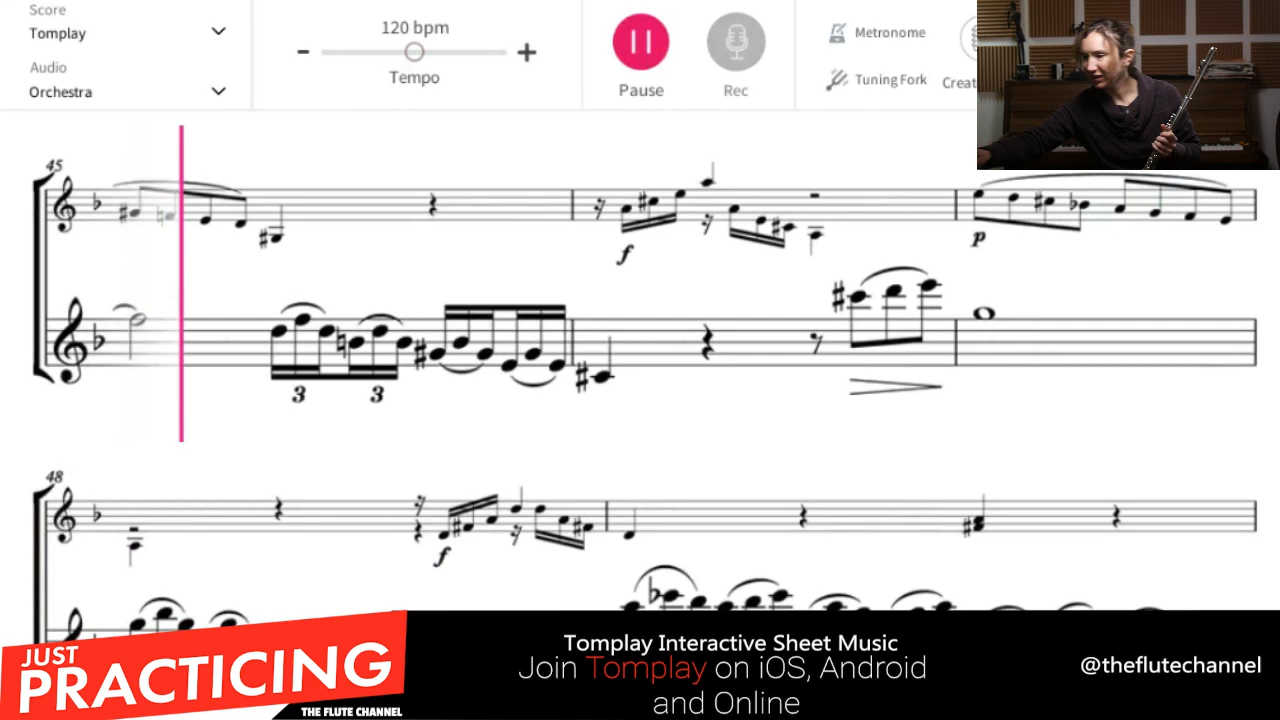 Score
Tomplay
Audio
Orchestra
120 bpm
Tempo
Pause
Rec
Metronome
Tuning Fork
Creat
45
f
p
3
3
48
f
JUST
PRACTICING
THE FLUTE CHANNEL
Tomplay Interactive Sheet Music
Join Tomplay on iOS, Android
and Online
@theflutechannel